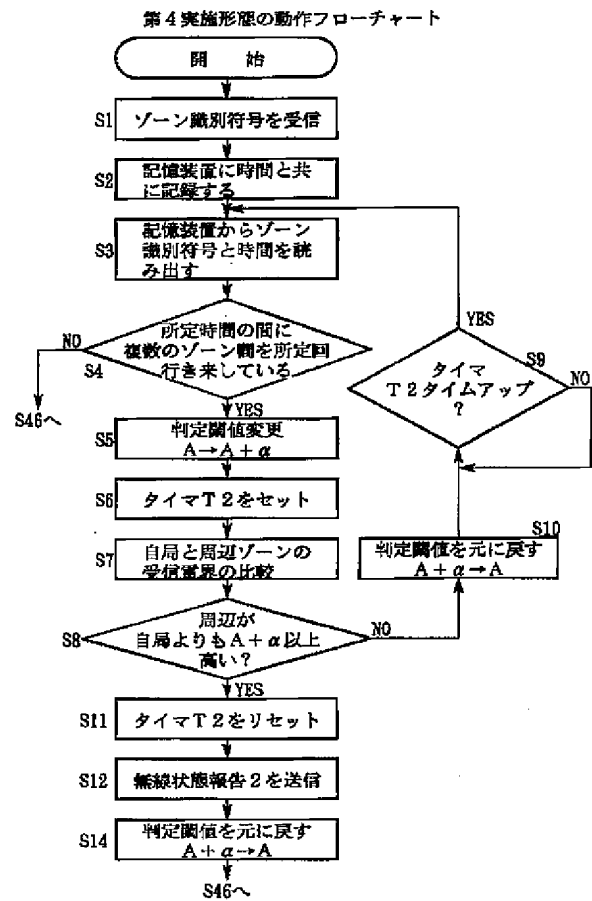 第4実施形態の動作フローチャート
開　始
S1
ゾーン識別符号を受信
S2
記憶装置に時間と共
に記録する
S3
記憶装置からゾーン
識別符号と時間を読
み出す
NO
S4
所定時間の間に
複数のゾーン間を所定回
行き来している
S46へ
YES
S5
判定閾値変更
A→A+α
S6
タイマT2をセット
S7
自局と周辺ゾーンの
受信電界の比較
S8
周辺が
自局よりもA+α以上
高い?
NO
YES
YES
S9
タイマ
T2タイムアップ
?
NO
S10
判定閾値を元に戻す
A+α→A
S11
タイマT2をリセット
S12
無線状態報告2を送信
S14
判定閾値を元に戻す
A+α→A
S46へ